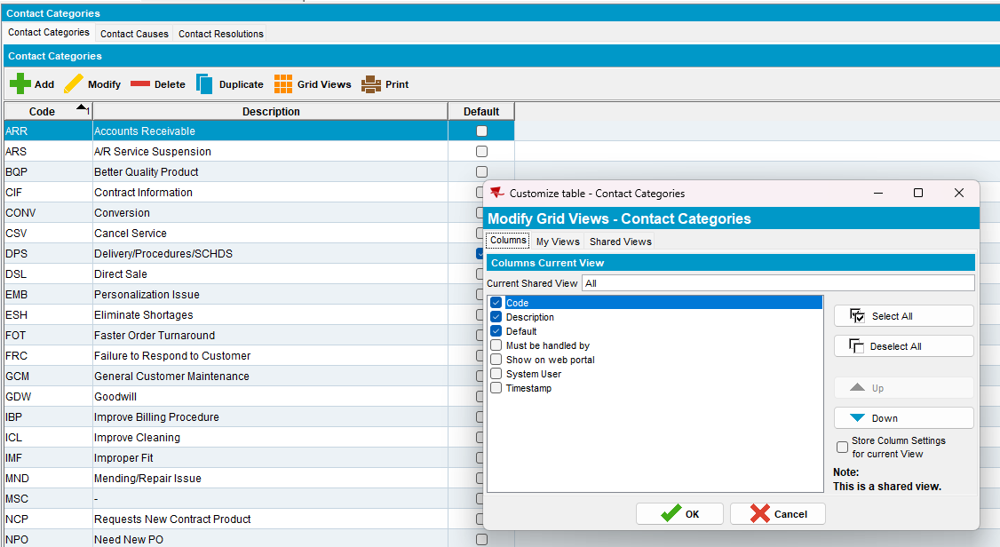 Contact Categories
Contact Categories Contact Causes Contact Resolutions
Contact Categories
Add Modify Delete Duplicate Grid Views Print
Code 1 Description Default
ARR Accounts Receivable
ARS A/R Service Suspension
BQP Better Quality Product
CIF Contract Information
CONV Conversion
CSV Cancel Service
DPS Delivery/Procedures/SCHDS
DSL Direct Sale
EMB Personalization Issue
ESH Eliminate Shortages
FOT Faster Order Turnaround
FRC Failure to Respond to Customer
GCM General Customer Maintenance
GDW Goodwill
IBP Improve Billing Procedure
ICL Improve Cleaning
IMF Improper Fit
MND Mending/Repair Issue
MSC -
NCP Requests New Contract Product
NPO Need New PO
Customize table - Contact Categories
Modify Grid Views - Contact Categories
Columns My Views Shared Views
Columns Current View
Current Shared View All
Code
Description
Default
Must be handled by
Show on web portal
System User
Timestamp
Select All
Deselect All
Up
Down
Store Column Settings
for current View
Note:
This is a shared view.
OK Cancel